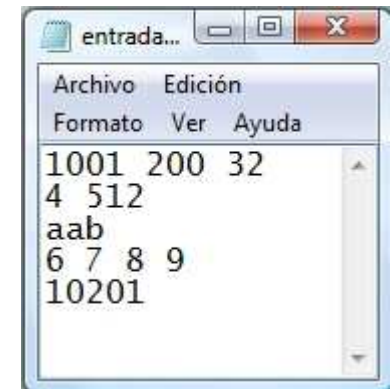 entrada...
Archivo Edición
Formato Ver Ayuda
1001 200 32
4 512
aab
6 7 8 9
10201